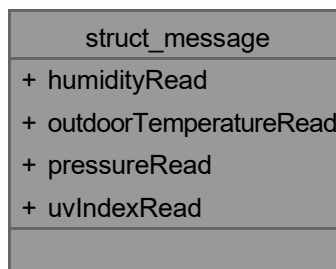 struct_message
+ humidityRead
+ outdoorTemperatureRead
+ pressureRead
+ uvIndexRead